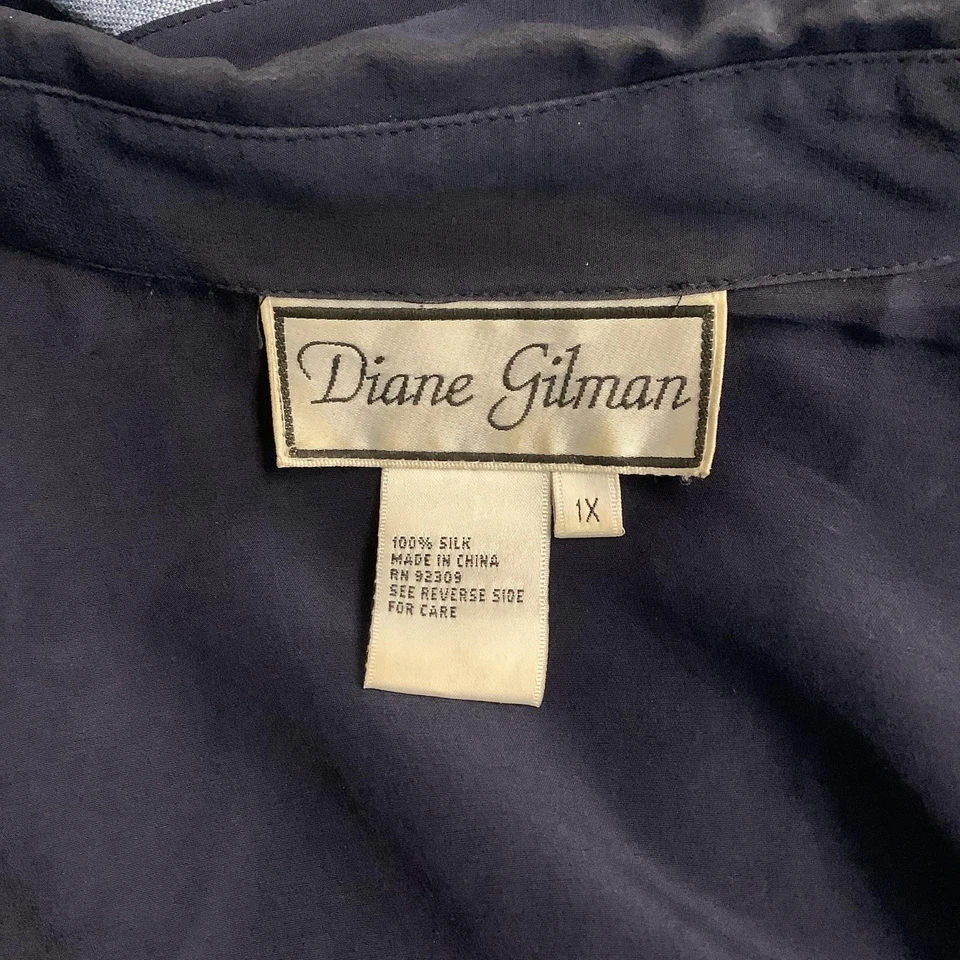 Diane Gilman
1X
100% SILK
MADE IN CHINA
RN 92309
SEE REVERSE SIDE
FOR CARE